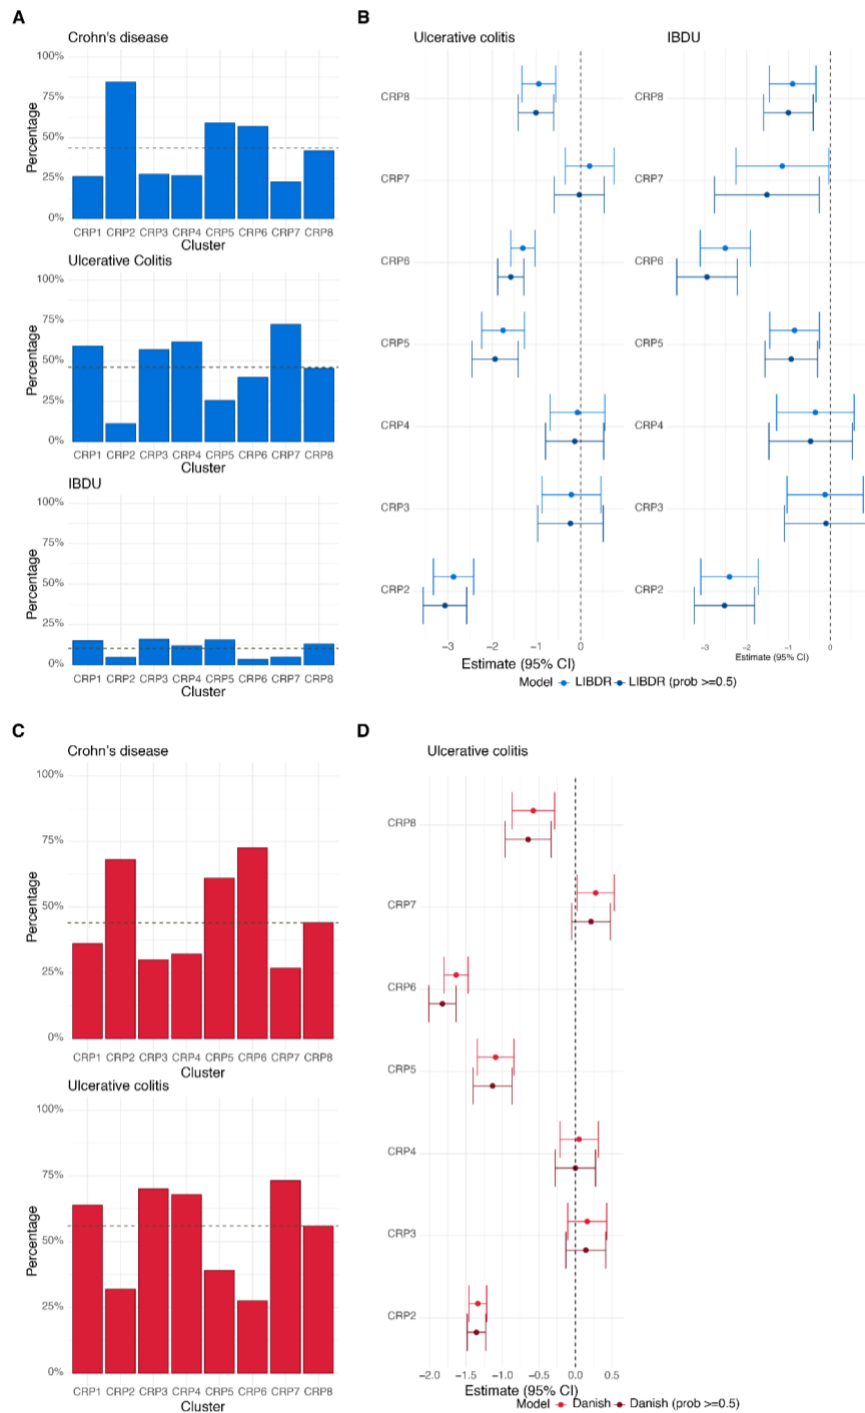 A
Crohn's disease
100%
75%
50%
25%
0%
Percentage
CRP1 CRP2 CRP3 CRP4 CRP5 CRP6 CRP7 CRP8
Cluster
Ulcerative Colitis
100%
75%
50%
25%
0%
Percentage
CRP1 CRP2 CRP3 CRP4 CRP5 CRP6 CRP7 CRP8
Cluster
IBDU
100%
75%
50%
25%
0%
Percentage
CRP1 CRP2 CRP3 CRP4 CRP5 CRP6 CRP7 CRP8
Cluster
B
Ulcerative colitis
CRP8
CRP7
CRP6
CRP5
CRP4
CRP3
CRP2
−3 −2 −1 0
Estimate (95% CI)
IBDU
CRP8
CRP7
CRP6
CRP5
CRP4
CRP3
CRP2
−3 −2 −1 0
Estimate (95% CI)
Model LIBDR LIBDR (prob >=0.5)
C
Crohn's disease
100%
75%
50%
25%
0%
Percentage
CRP1 CRP2 CRP3 CRP4 CRP5 CRP6 CRP7 CRP8
Cluster
Ulcerative colitis
100%
75%
50%
25%
0%
Percentage
CRP1 CRP2 CRP3 CRP4 CRP5 CRP6 CRP7 CRP8
Cluster
D
Ulcerative colitis
CRP8
CRP7
CRP6
CRP5
CRP4
CRP3
CRP2
−2.0 −1.5 −1.0 −0.5 0.0 0.5
Estimate (95% CI)
Model Danish Danish (prob >=0.5)